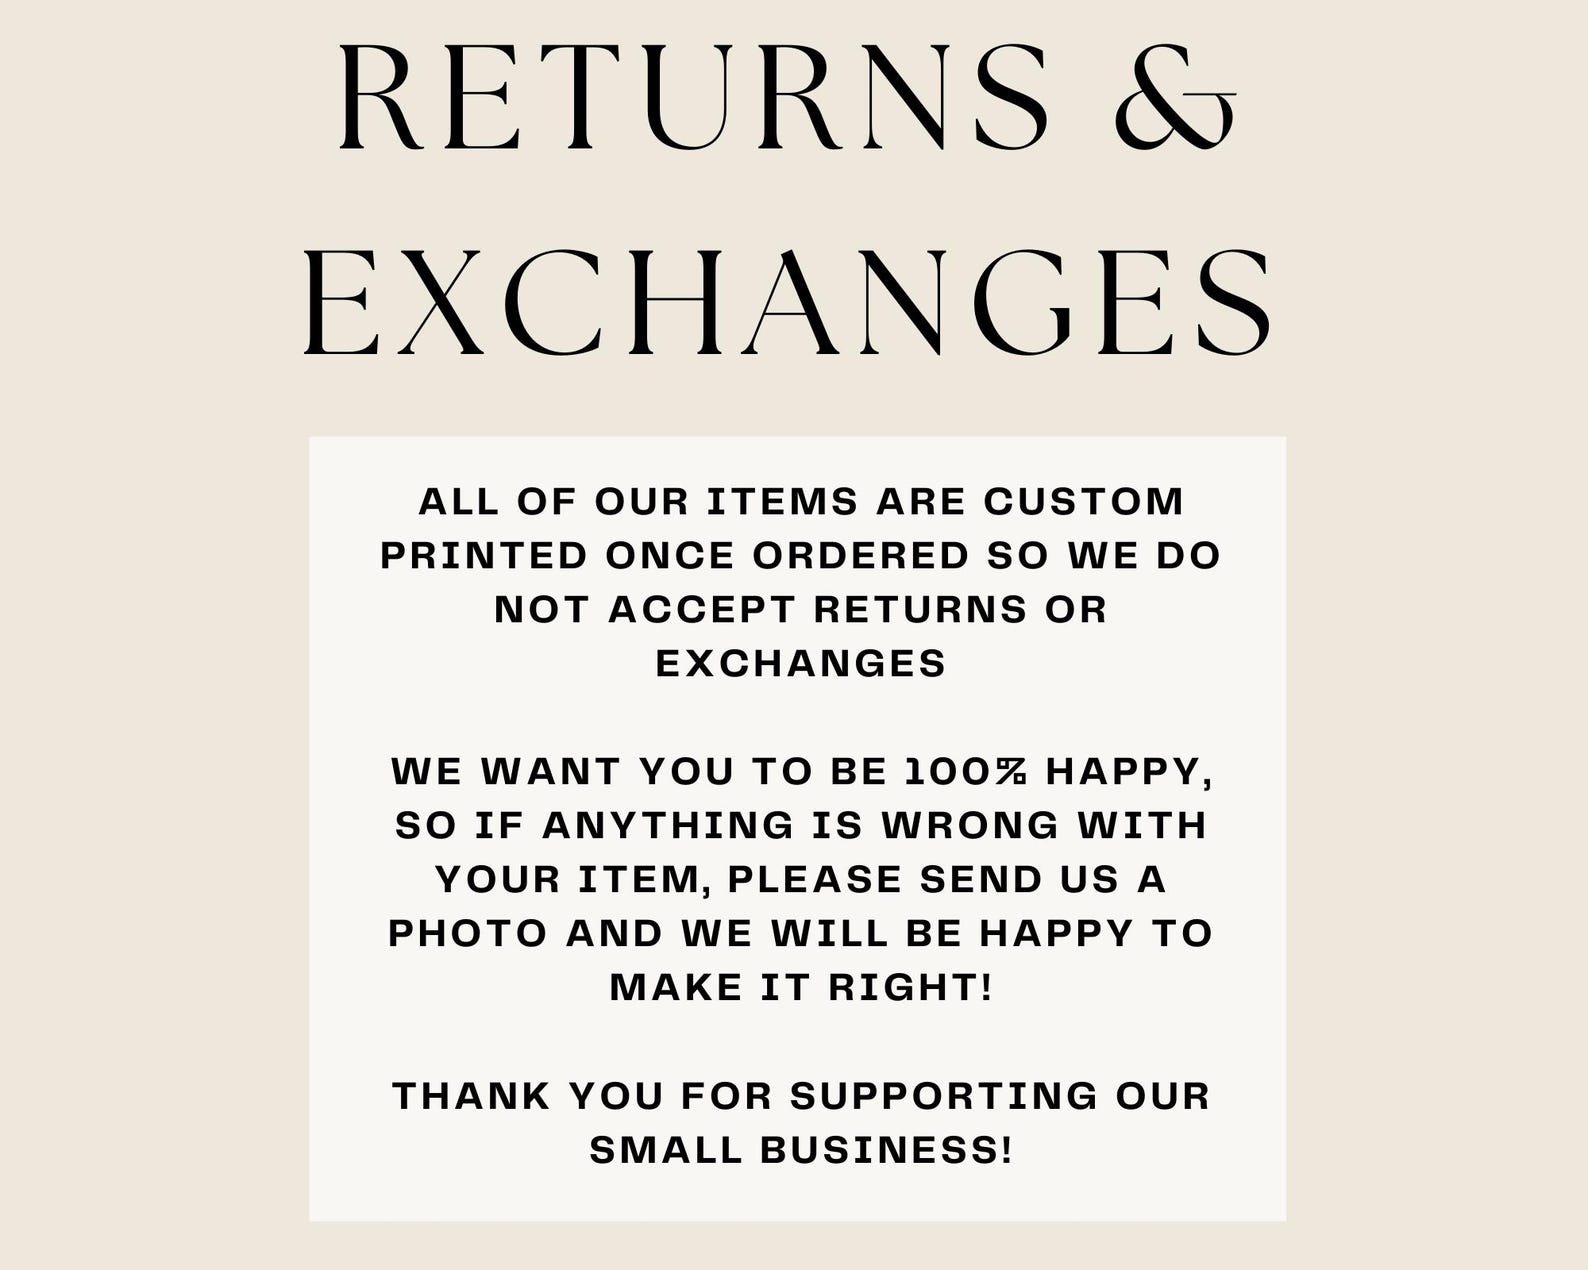 RETURNS &
EXCHANGES
ALL OF OUR ITEMS ARE CUSTOM
PRINTED ONCE ORDERED SO WE DO
NOT ACCEPT RETURNS OR
EXCHANGES
WE WANT YOU TO BE 100% HAPPY,
SO IF ANYTHING IS WRONG WITH
YOUR ITEM, PLEASE SEND US A
PHOTO AND WE WILL BE HAPPY TO
MAKE IT RIGHT!
THANK YOU FOR SUPPORTING OUR
SMALL BUSINESS!